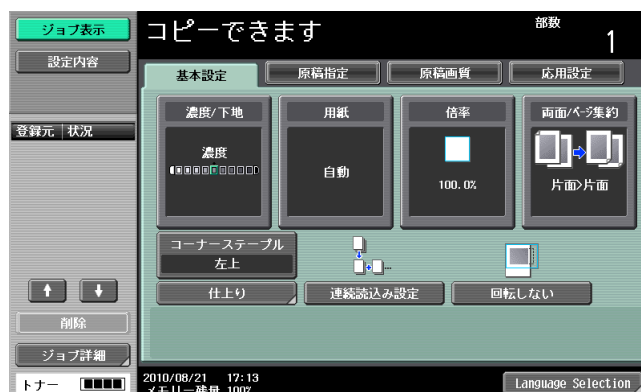 ジョブ表示
コピーできます
部数
1
設定内容
基本設定
原稿指定
原稿画質
応用設定
濃度/下地
用紙
倍率
両面/ページ集約
登録元 状況
濃度
自動
100.0%
片面>片面
コーナーステープル
左上
仕上り
連続読込み設定
回転しない
削除
ジョブ詳細
トナー
2010/08/21 17:13
メモリー残量 100%
Language Selection